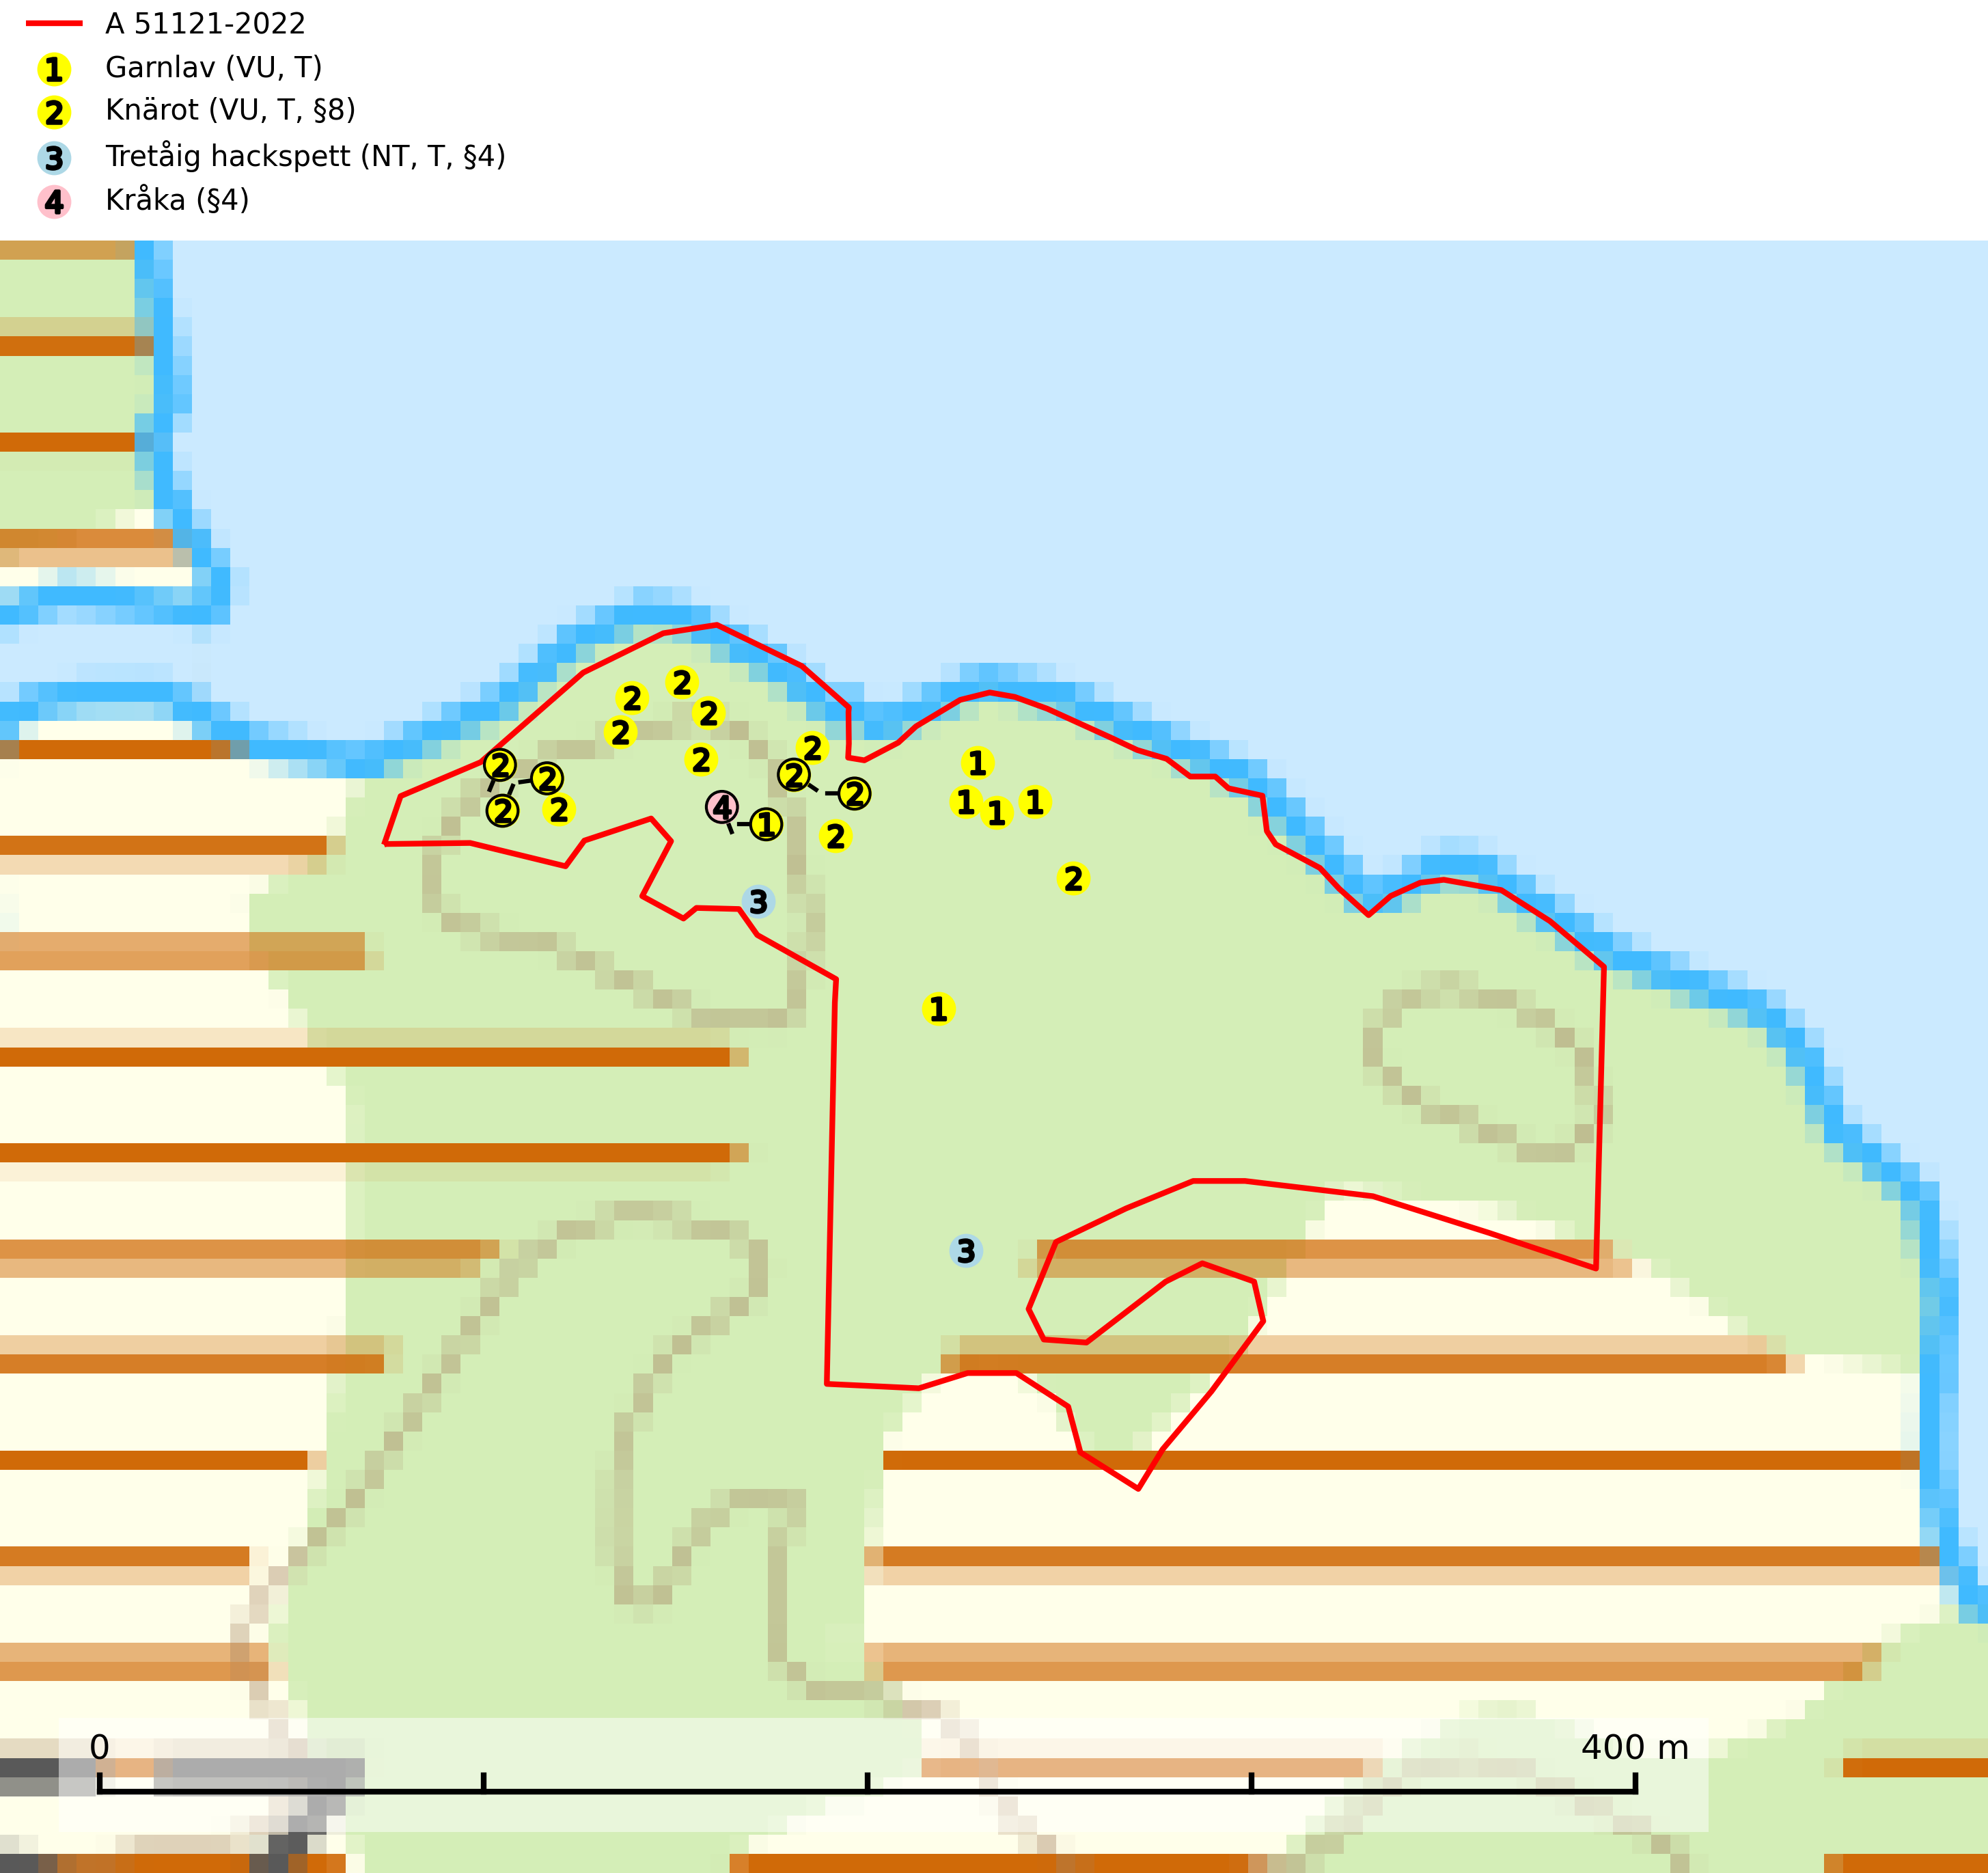 A 51121-2022
1 Garnlav (VU, T)
2 Knärot (VU, T, §8)
3 Tretåig hackspett (NT, T, §4)
4 Kråka (§4)
2
2 2
2
2 2 1
2 2 2 2
2 2 4 1 2 1 1 1
2
2
3
1
3
0 400 m